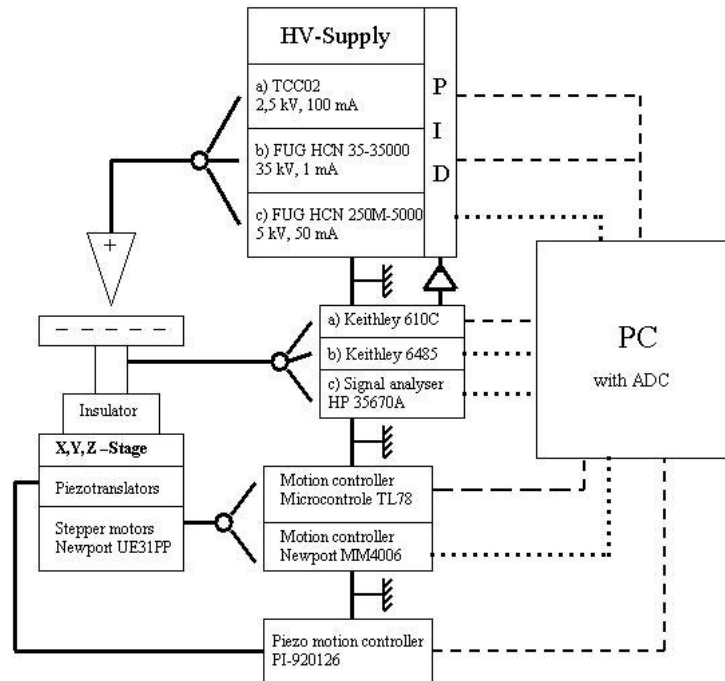 HV-Supply
P
I
D
a) TCC02
2,5 kV, 100 mA
b) FUG HCN 35-35000
35 kV, 1 mA
c) FUG HCN 250M-5000
5 kV, 50 mA
+
– – – – – –
a) Keithley 610C
b) Keithley 6485
c) Signal analyser
HP 35670A
PC
with ADC
Insulator
X,Y,Z –Stage
Piezotranslators
Stepper motors
Newport UE31PP
Motion controller
Microcontrole TL78
Motion controller
Newport MM4006
Piezo motion controller
PI-920126